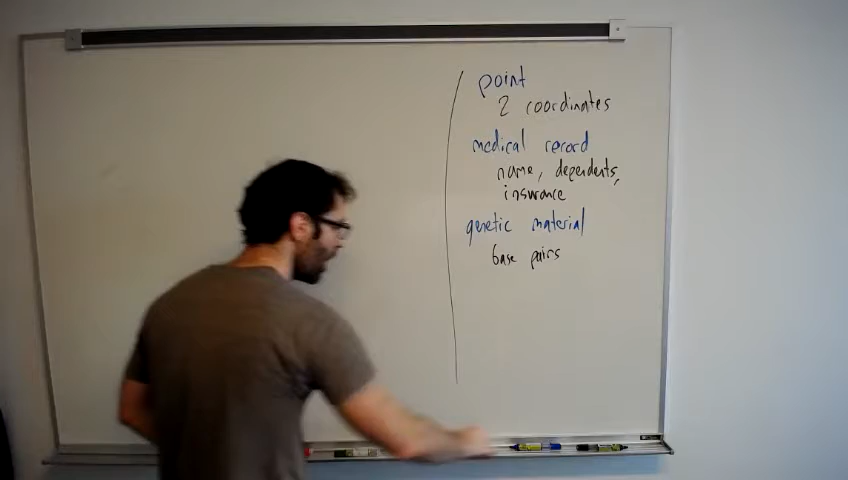 point
2 coordinates
medical record
name, dependents,
insurance
genetic material
base pairs